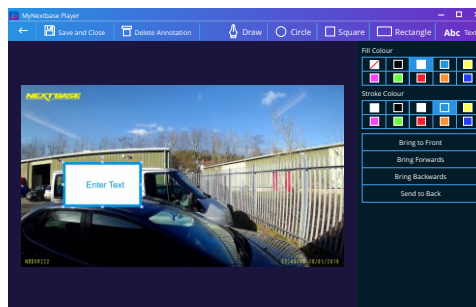 MyNextbase Player
Save and Close
Delete Annotation
Draw
Circle
Square
Rectangle
Abc Text
Fill Colour
Stroke Colour
Bring to Front
Bring Forwards
Bring Backwards
Send to Back
NEXTBASE
Enter Text